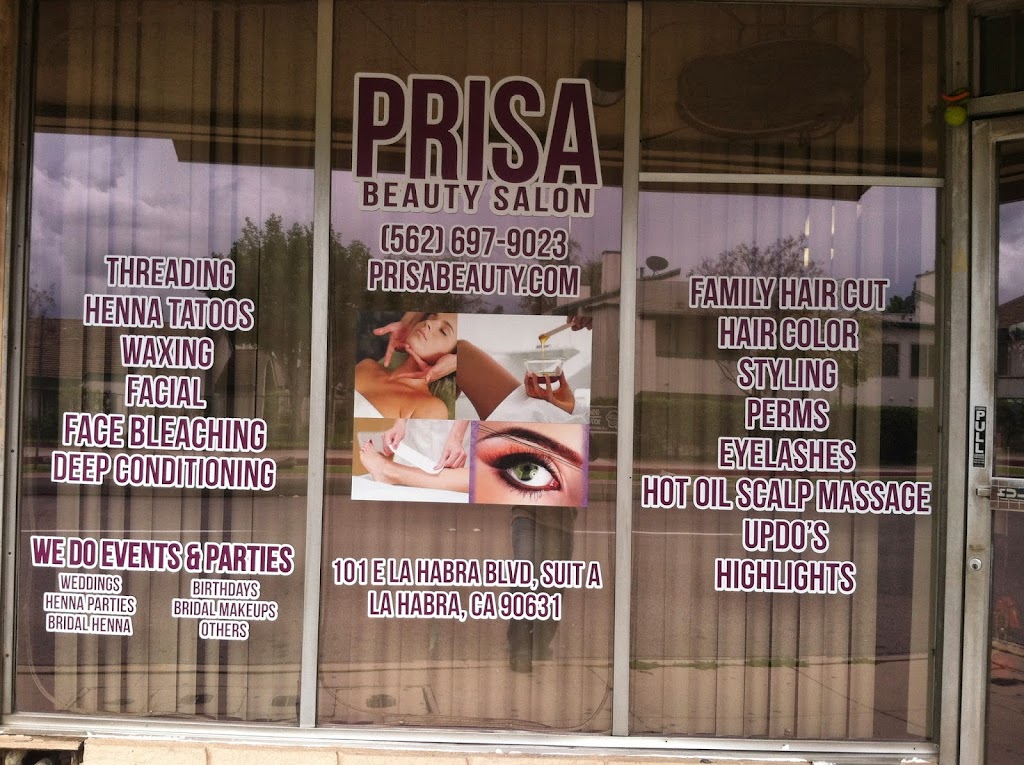 PRISA
BEAUTY SALON
(562) 697-9023
PRISABEAUTY.COM
THREADING
HENNA TATOOS
WAXING
FACIAL
FACE BLEACHING
DEEP CONDITIONING
WE DO EVENTS & PARTIES
WEDDINGS
HENNA PARTIES
BRIDAL HENNA
BIRTHDAYS
BRIDAL MAKEUPS
OTHERS
101 E LA HABRA BLVD, SUIT A
LA HABRA, CA 90631
FAMILY HAIR CUT
HAIR COLOR
STYLING
PERMS
EYELASHES
HOT OIL SCALP MASSAGE
UPDO'S
HIGHLIGHTS
PULL